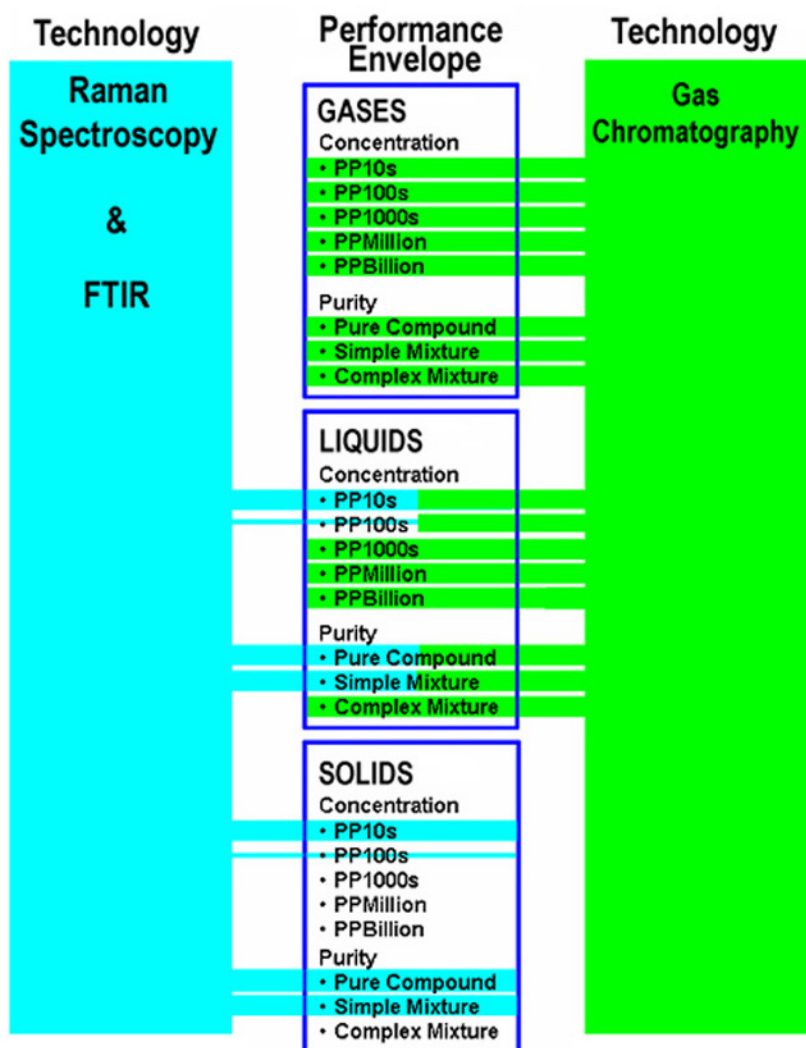 Technology
Raman
Spectroscopy
&
FTIR
Performance
Envelope
GASES
Concentration
• PP10s
• PP100s
• PP1000s
• PPMillion
• PPBillion
Purity
• Pure Compound
• Simple Mixture
• Complex Mixture
LIQUIDS
Concentration
• PP10s
• PP100s
• PP1000s
• PPMillion
• PPBillion
Purity
• Pure Compound
• Simple Mixture
• Complex Mixture
SOLIDS
Concentration
• PP10s
• PP100s
• PP1000s
• PPMillion
• PPBillion
Purity
• Pure Compound
• Simple Mixture
• Complex Mixture
Technology
Gas
Chromatography